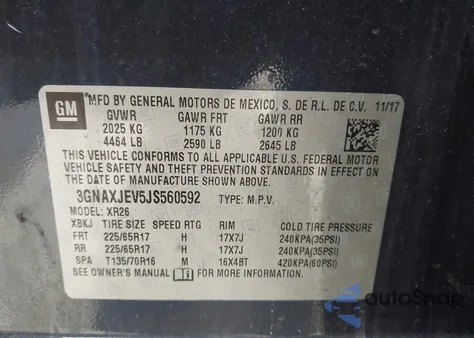 GM
MFD BY GENERAL MOTORS DE MEXICO, S. DE R.L. DE C.V. 11/17
GVWR GAWR FRT GAWR RR
2025 KG 1175 KG 1200 KG
4464 LB 2590 LB 2645 LB
THIS VEHICLE CONFORMS TO ALL APPLICABLE U.S. FEDERAL MOTOR
VEHICLE SAFETY AND THEFT PREVENTION STANDARDS IN EFFECT
ON THE DATE OF MANUFACTURE SHOWN ABOVE.
3GNAXJEV5JS560592 TYPE: M.P.V.
MODEL: XR26
XBKJ TIRE SIZE SPEED RTG RIM COLD TIRE PRESSURE
FRT 225/65R17 H 17X7J 240KPA(35PSI)
RR 225/65R17 H 17X7J 240KPA(35PSI)
SPA T135/70R16 M 16X4BT 420KPA(60PSI)
SEE OWNER'S MANUAL FOR MORE INFORMATION.
AutoSnap